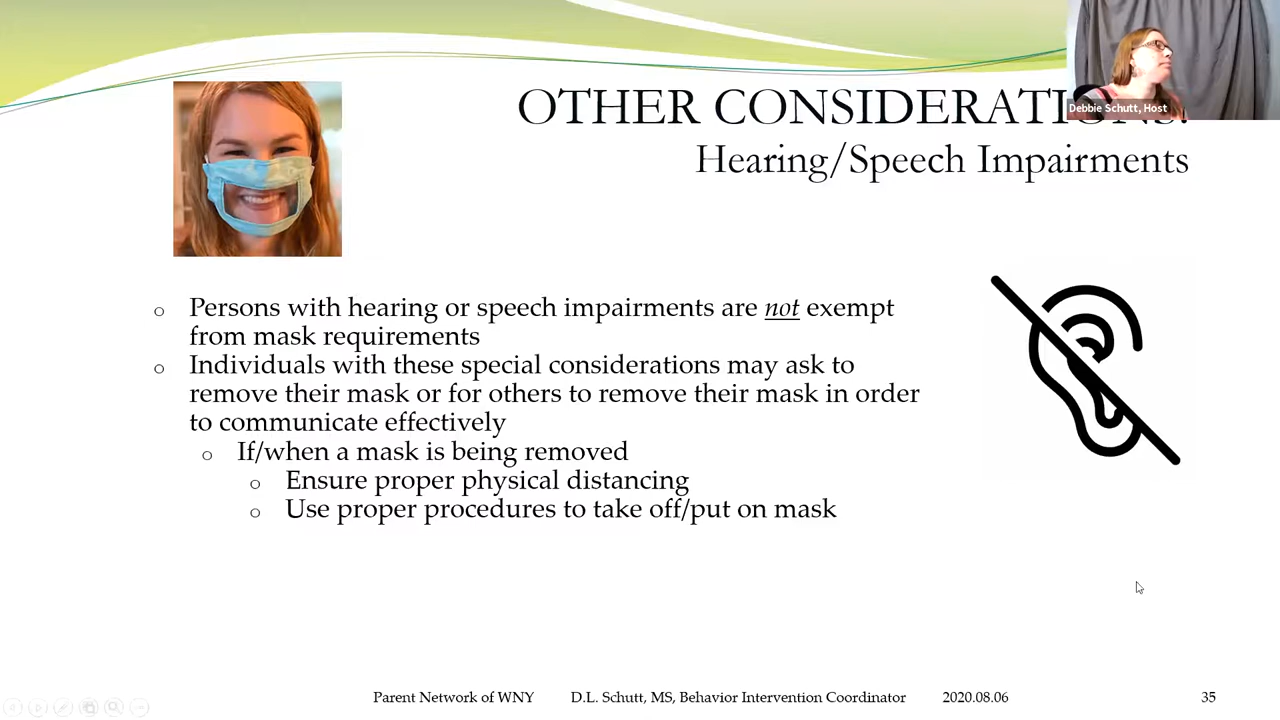 OTHER CONSIDERATIONS:
Debbie Schutt, Host
Hearing/Speech Impairments
o Persons with hearing or speech impairments are not exempt
from mask requirements
o Individuals with these special considerations may ask to
remove their mask or for others to remove their mask in order
to communicate effectively
o If/when a mask is being removed
o Ensure proper physical distancing
o Use proper procedures to take off/put on mask
Parent Network of WNY D.L. Schutt, MS, Behavior Intervention Coordinator 2020.08.06 35